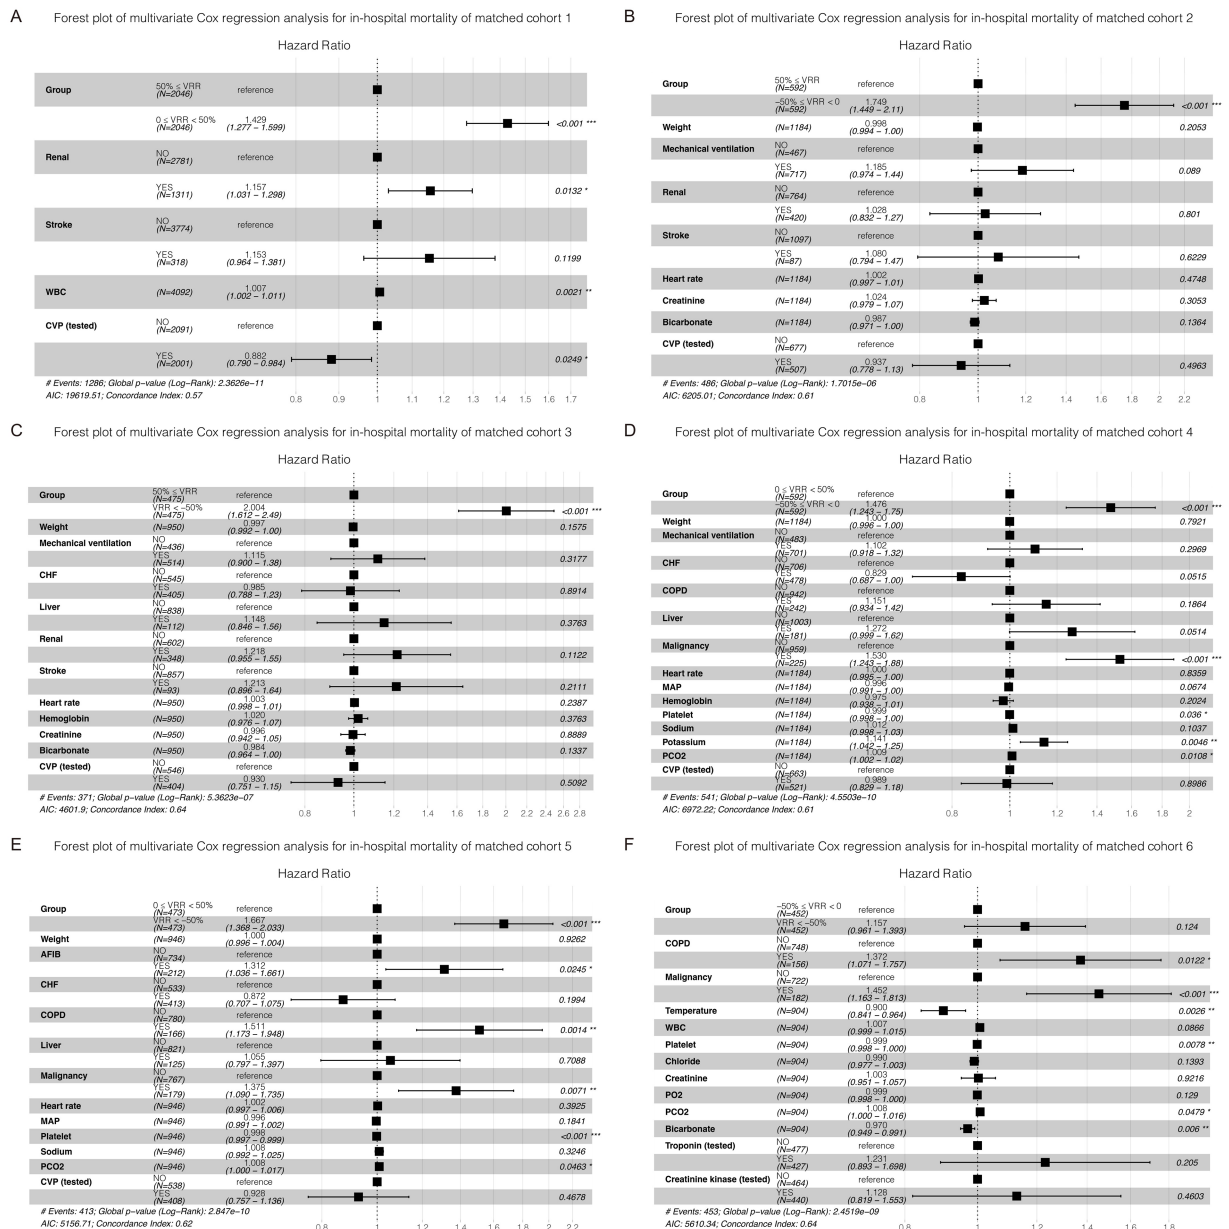 A Forest plot of multivariate Cox regression analysis for in-hospital mortality of matched cohort 1
Hazard Ratio
Group 50% ≤ VRR (N=2046) reference
0 ≤ VRR < 50% (N=2046) 1.429 (1.277 – 1.599) <0.001 ***
Renal NO (N=2781) reference
YES (N=1311) 1.157 (1.031 – 1.298) 0.0132 *
Stroke NO (N=3774) reference
YES (N=318) 1.153 (0.964 – 1.381) 0.1199
WBC (N=4092) 1.007 (1.002 – 1.011) 0.0021 **
CVP (tested) NO (N=2091) reference
YES (N=2001) 0.882 (0.790 – 0.984) 0.0249 *
# Events: 1286; Global p-value (Log–Rank): 2.3626e–11
AIC: 19619.51; Concordance Index: 0.57
0.8 0.9 1 1.1 1.2 1.3 1.4 1.5 1.6 1.7
B Forest plot of multivariate Cox regression analysis for in-hospital mortality of matched cohort 2
Hazard Ratio
Group 50% ≤ VRR (N=592) reference
–50% ≤ VRR < 0 (N=592) 1.749 (1.449 – 2.11) <0.001 ***
Weight (N=1184) 0.998 (0.994 – 1.00) 0.2053
Mechanical ventilation NO (N=467) reference
YES (N=717) 1.185 (0.974 – 1.44) 0.089
Renal NO (N=764) reference
YES (N=420) 1.028 (0.832 – 1.27) 0.801
Stroke NO (N=1097) reference
YES (N=87) 1.080 (0.794 – 1.47) 0.6229
Heart rate (N=1184) 1.002 (0.997 – 1.01) 0.4748
Creatinine (N=1184) 1.024 (0.979 – 1.07) 0.3053
Bicarbonate (N=1184) 0.987 (0.971 – 1.00) 0.1364
CVP (tested) NO (N=677) reference
YES (N=507) 0.937 (0.778 – 1.13) 0.4963
# Events: 486; Global p-value (Log–Rank): 1.7015e–06
AIC: 6205.01; Concordance Index: 0.61
0.8 1 1.2 1.4 1.6 1.8 2 2.2
C Forest plot of multivariate Cox regression analysis for in-hospital mortality of matched cohort 3
Hazard Ratio
Group 50% ≤ VRR (N=475) reference
VRR < –50% (N=475) 2.004 (1.612 – 2.49) <0.001 ***
Weight (N=950) 0.997 (0.992 – 1.00) 0.1575
Mechanical ventilation NO (N=436) reference
YES (N=514) 1.115 (0.900 – 1.38) 0.3177
CHF NO (N=545) reference
YES (N=405) 0.985 (0.788 – 1.23) 0.8914
Liver NO (N=838) reference
YES (N=112) 1.148 (0.846 – 1.56) 0.3763
Renal NO (N=602) reference
YES (N=348) 1.218 (0.955 – 1.55) 0.1122
Stroke NO (N=857) reference
YES (N=93) 1.213 (0.896 – 1.64) 0.2111
Heart rate (N=950) 1.003 (0.998 – 1.01) 0.2387
Hemoglobin (N=950) 1.020 (0.976 – 1.07) 0.3763
Creatinine (N=950) 0.996 (0.942 – 1.05) 0.8889
Bicarbonate (N=950) 0.984 (0.964 – 1.00) 0.1337
CVP (tested) NO (N=546) reference
YES (N=404) 0.930 (0.751 – 1.15) 0.5092
# Events: 371; Global p-value (Log–Rank): 5.3623e–07
AIC: 4601.9; Concordance Index: 0.64
0.8 1 1.2 1.4 1.6 1.8 2 2.2 2.4 2.6 2.8
D Forest plot of multivariate Cox regression analysis for in-hospital mortality of matched cohort 4
Hazard Ratio
Group 0 ≤ VRR < 50% (N=592) reference
–50% ≤ VRR < 0 (N=592) 1.476 (1.243 – 1.75) <0.001 ***
Weight (N=1184) 1.000 (0.996 – 1.00) 0.7921
Mechanical ventilation NO (N=483) reference
YES (N=701) 1.102 (0.918 – 1.32) 0.2969
CHF NO (N=706) reference
YES (N=478) 0.829 (0.687 – 1.00) 0.0515
COPD NO (N=942) reference
YES (N=242) 1.151 (0.934 – 1.42) 0.1864
Liver NO (N=1003) reference
YES (N=181) 1.272 (0.999 – 1.62) 0.0514
Malignancy NO (N=959) reference
YES (N=225) 1.530 (1.243 – 1.88) <0.001 ***
Heart rate (N=1184) 1.000 (0.995 – 1.00) 0.8359
MAP (N=1184) 0.996 (0.991 – 1.00) 0.0674
Hemoglobin (N=1184) 0.975 (0.938 – 1.01) 0.2024
Platelet (N=1184) 0.999 (0.998 – 1.00) 0.036 *
Sodium (N=1184) 1.012 (0.998 – 1.03) 0.1037
Potassium (N=1184) 1.141 (1.042 – 1.25) 0.0046 **
PCO2 (N=1184) 1.009 (1.002 – 1.02) 0.0108 *
CVP (tested) NO (N=663) reference
YES (N=521) 0.989 (0.829 – 1.18) 0.8986
# Events: 541; Global p-value (Log–Rank): 4.5503e–10
AIC: 6972.22; Concordance Index: 0.61
0.8 1 1.2 1.4 1.6 1.8 2
E Forest plot of multivariate Cox regression analysis for in-hospital mortality of matched cohort 5
Hazard Ratio
Group 0 ≤ VRR < 50% (N=473) reference
VRR < –50% (N=473) 1.667 (1.368 – 2.033) <0.001 ***
Weight (N=946) 1.000 (0.996 – 1.004) 0.9262
AFIB NO (N=734) reference
YES (N=212) 1.312 (1.036 – 1.661) 0.0245 *
CHF NO (N=533) reference
YES (N=413) 0.872 (0.707 – 1.075) 0.1994
COPD NO (N=780) reference
YES (N=166) 1.511 (1.173 – 1.948) 0.0014 **
Liver NO (N=821) reference
YES (N=125) 1.055 (0.797 – 1.397) 0.7088
Malignancy NO (N=767) reference
YES (N=179) 1.375 (1.090 – 1.735) 0.0071 **
Heart rate (N=946) 1.002 (0.997 – 1.006) 0.3925
MAP (N=946) 0.996 (0.991 – 1.002) 0.1841
Platelet (N=946) 0.998 (0.997 – 0.999) <0.001 ***
Sodium (N=946) 1.008 (0.992 – 1.025) 0.3246
PCO2 (N=946) 1.008 (1.000 – 1.017) 0.0463 *
CVP (tested) NO (N=538) reference
YES (N=408) 0.928 (0.757 – 1.136) 0.4678
# Events: 413; Global p-value (Log–Rank): 2.847e–10
AIC: 5156.71; Concordance Index: 0.62
0.8 1 1.2 1.4 1.6 1.8 2 2.2
F Forest plot of multivariate Cox regression analysis for in-hospital mortality of matched cohort 6
Hazard Ratio
Group –50% ≤ VRR < 0 (N=452) reference
VRR < –50% (N=452) 1.157 (0.961 – 1.393) 0.124
COPD NO (N=748) reference
YES (N=156) 1.372 (1.071 – 1.757) 0.0122 *
Malignancy NO (N=722) reference
YES (N=182) 1.452 (1.163 – 1.813) <0.001 ***
Temperature (N=904) 0.900 (0.841 – 0.964) 0.0026 **
WBC (N=904) 1.007 (0.999 – 1.015) 0.0866
Platelet (N=904) 0.999 (0.998 – 1.000) 0.0078 **
Chloride (N=904) 0.990 (0.977 – 1.003) 0.1393
Creatinine (N=904) 1.003 (0.951 – 1.057) 0.9216
PO2 (N=904) 0.999 (0.998 – 1.000) 0.129
PCO2 (N=904) 1.008 (1.000 – 1.016) 0.0479 *
Bicarbonate (N=904) 0.970 (0.949 – 0.991) 0.006 **
Troponin (tested) NO (N=477) reference
YES (N=427) 1.231 (0.893 – 1.698) 0.205
Creatinine kinase (tested) NO (N=464) reference
YES (N=440) 1.128 (0.819 – 1.553) 0.4603
# Events: 453; Global p-value (Log–Rank): 2.4519e–09
AIC: 5610.34; Concordance Index: 0.64
0.8 1 1.2 1.4 1.6 1.8